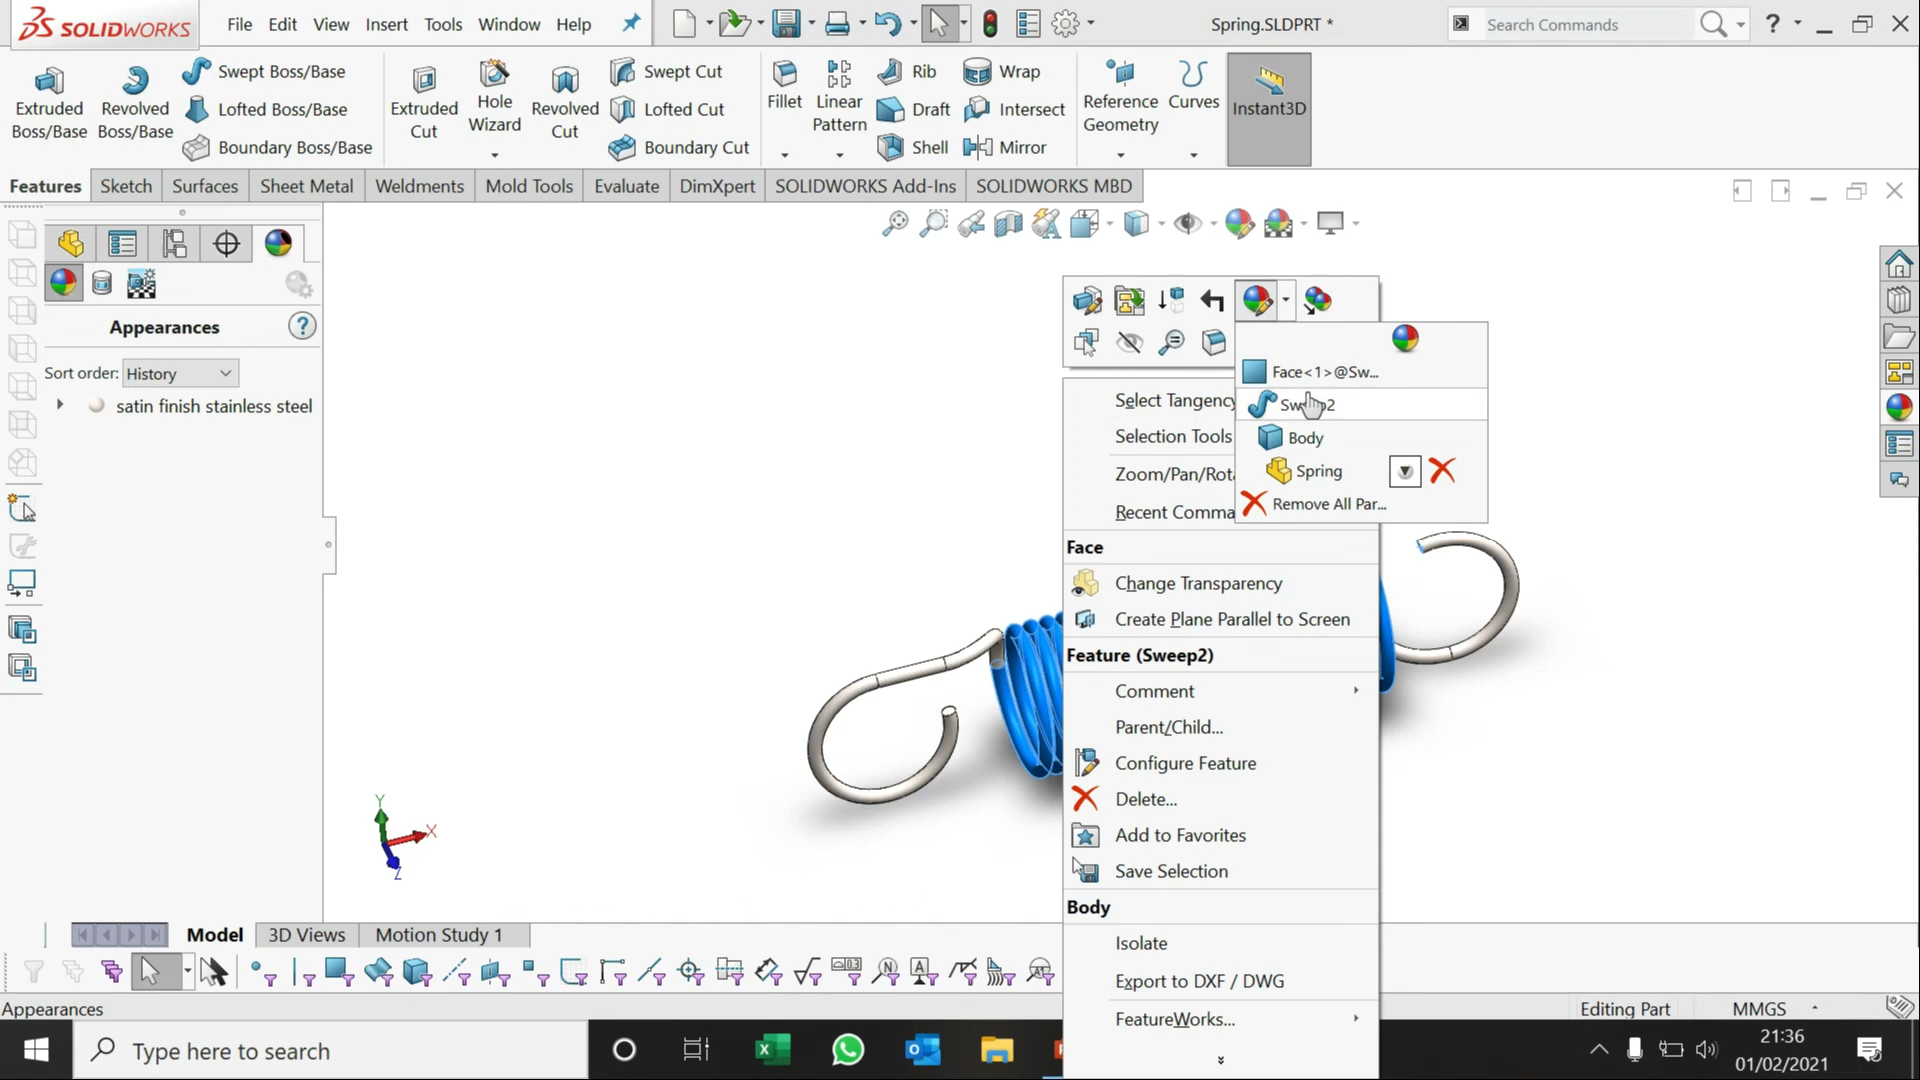 SOLIDWORKS
File Edit View Insert Tools Window Help
Spring.SLDPRT *
Search Commands
?
Extruded Boss/Base
Revolved Boss/Base
Swept Boss/Base
Lofted Boss/Base
Boundary Boss/Base
Extruded Cut
Hole Wizard
Revolved Cut
Swept Cut
Lofted Cut
Boundary Cut
Fillet
Linear Pattern
Rib
Draft
Shell
Wrap
Intersect
Mirror
Reference Geometry
Curves
Instant3D
Features Sketch Surfaces Sheet Metal Weldments Mold Tools Evaluate DimXpert SOLIDWORKS Add-Ins SOLIDWORKS MBD
Appearances
?
Sort order: History
satin finish stainless steel
Face<1>@Sw...
Body
Spring
Remove All Par...
Select Tangency
Selection Tools
Zoom/Pan/Rota
Recent Comma
Face
Change Transparency
Create Plane Parallel to Screen
Feature (Sweep2)
Comment
Parent/Child...
Configure Feature
Delete...
Add to Favorites
Save Selection
Body
Isolate
Export to DXF / DWG
FeatureWorks...
Y
X
Z
Model 3D Views Motion Study 1
Appearances
Editing Part
MMGS
Type here to search
21:36
01/02/2021